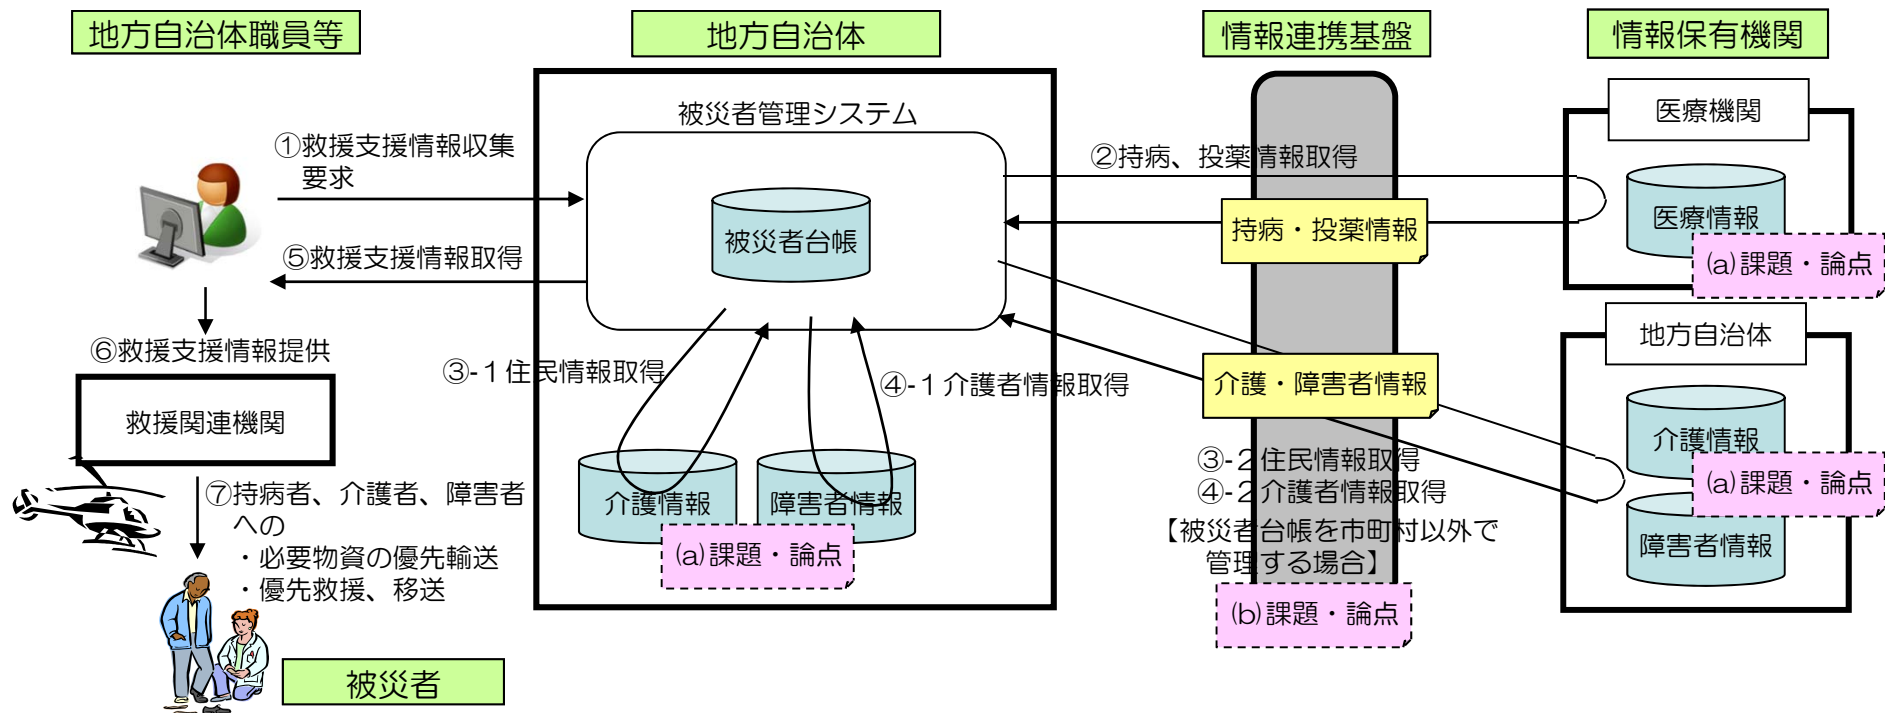 地方自治体職員等
地方自治体
情報連携基盤
情報保有機関
被災者管理システム
医療機関
①救援支援情報収集
要求
②持病、投薬情報取得
医療情報
被災者台帳
持病・投薬情報
(a)課題・論点
⑤救援支援情報取得
⑥救援支援情報提供
地方自治体
③-1住民情報取得
④-1介護者情報取得
介護・障害者情報
救援関連機関
介護情報
③-2住民情報取得
④-2介護者情報取得
(a)課題・論点
⑦持病者、介護者、障害者
への
・必要物資の優先輸送
・優先救援、移送
介護情報
障害者情報
【被災者台帳を市町村以外で
管理する場合】
障害者情報
(a)課題・論点
(b)課題・論点
被災者